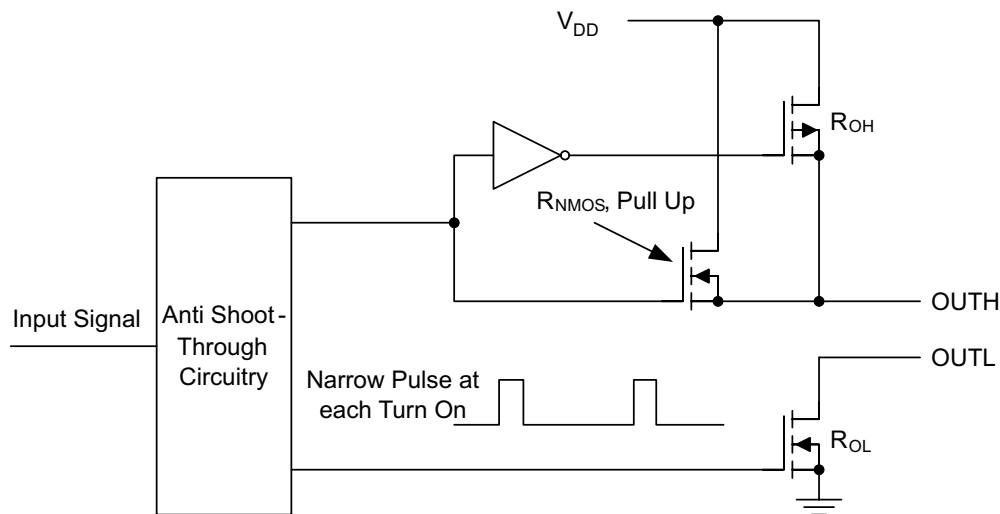 VDD
ROH
RNMOS, Pull Up
OUTH
Input Signal
Anti Shoot-
Through
Circuitry
OUTL
Narrow Pulse at
each Turn On
ROL